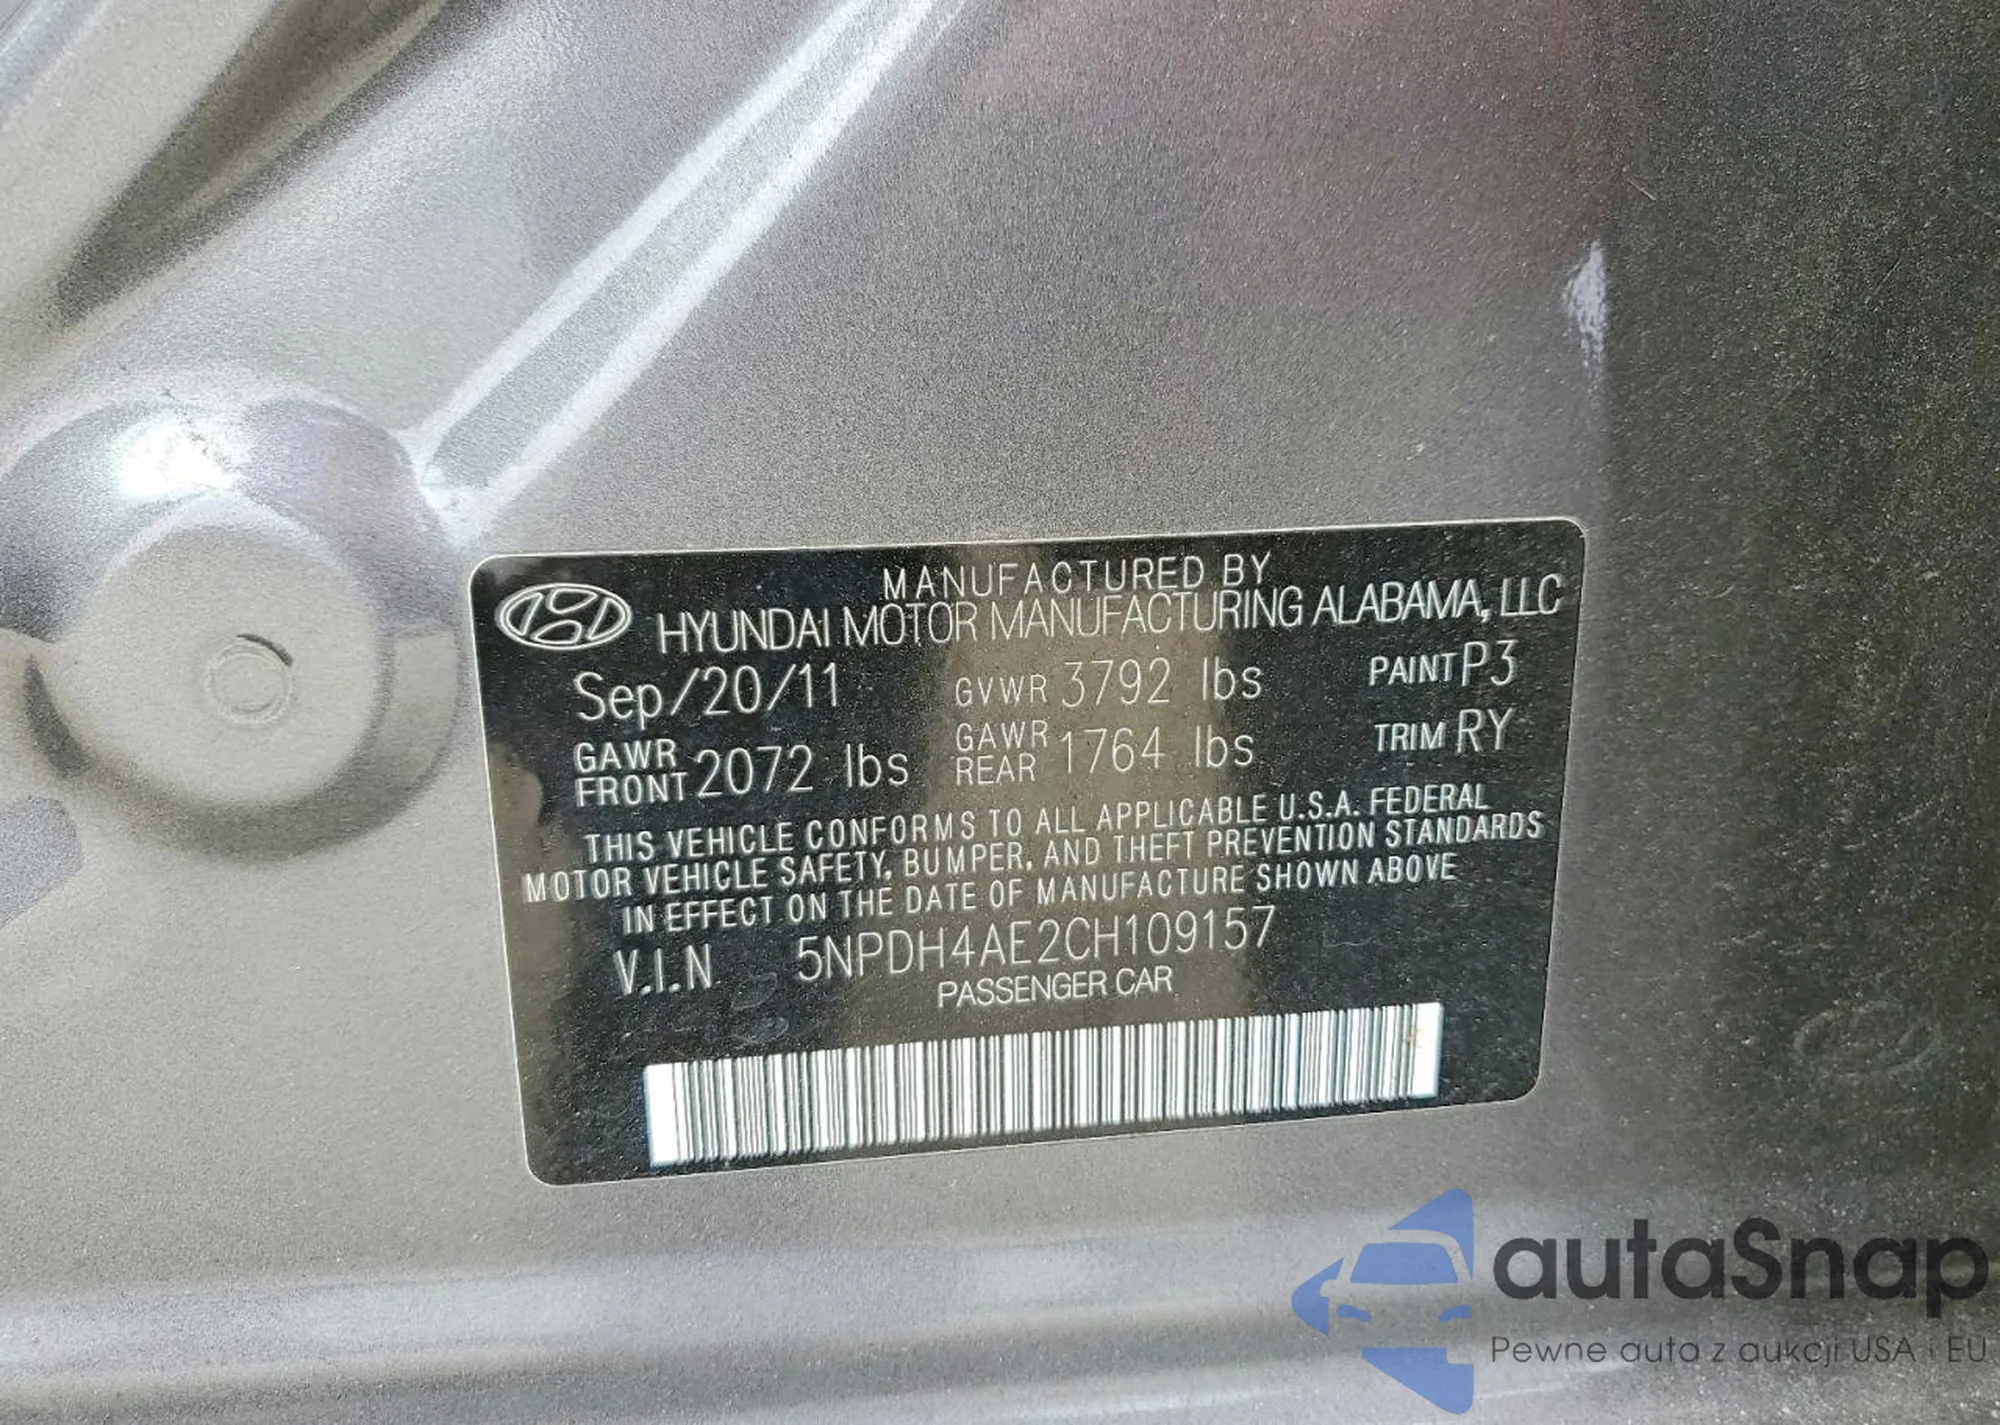 MANUFACTURED BY
HYUNDAI MOTOR MANUFACTURING ALABAMA, LLC
Sep/20/11 GVWR 3792 lbs PAINT P3
GAWR FRONT 2072 lbs GAWR REAR 1764 lbs TRIM RY
THIS VEHICLE CONFORMS TO ALL APPLICABLE U.S.A. FEDERAL
MOTOR VEHICLE SAFETY, BUMPER, AND THEFT PREVENTION STANDARDS
IN EFFECT ON THE DATE OF MANUFACTURE SHOWN ABOVE
V.I.N 5NPDH4AE2CH109157
PASSENGER CAR
autaSnap
Pewne auta z aukcji USA i EU